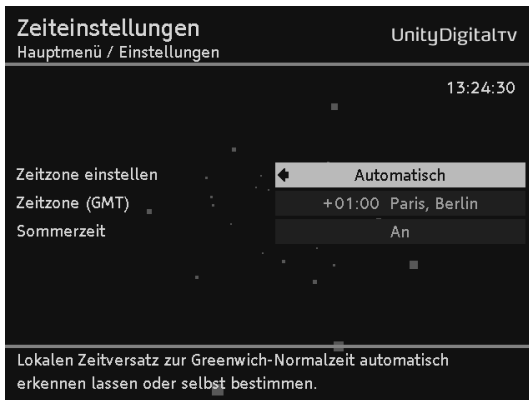 Zeiteinstellungen
UnityDigitalTV
Hauptmenü / Einstellungen
13:24:30
Zeitzone einstellen Automatisch
Zeitzone (GMT) +01:00 Paris, Berlin
Sommerzeit An
Lokalen Zeitversatz zur Greenwich-Normalzeit automatisch
erkennen lassen oder selbst bestimmen.